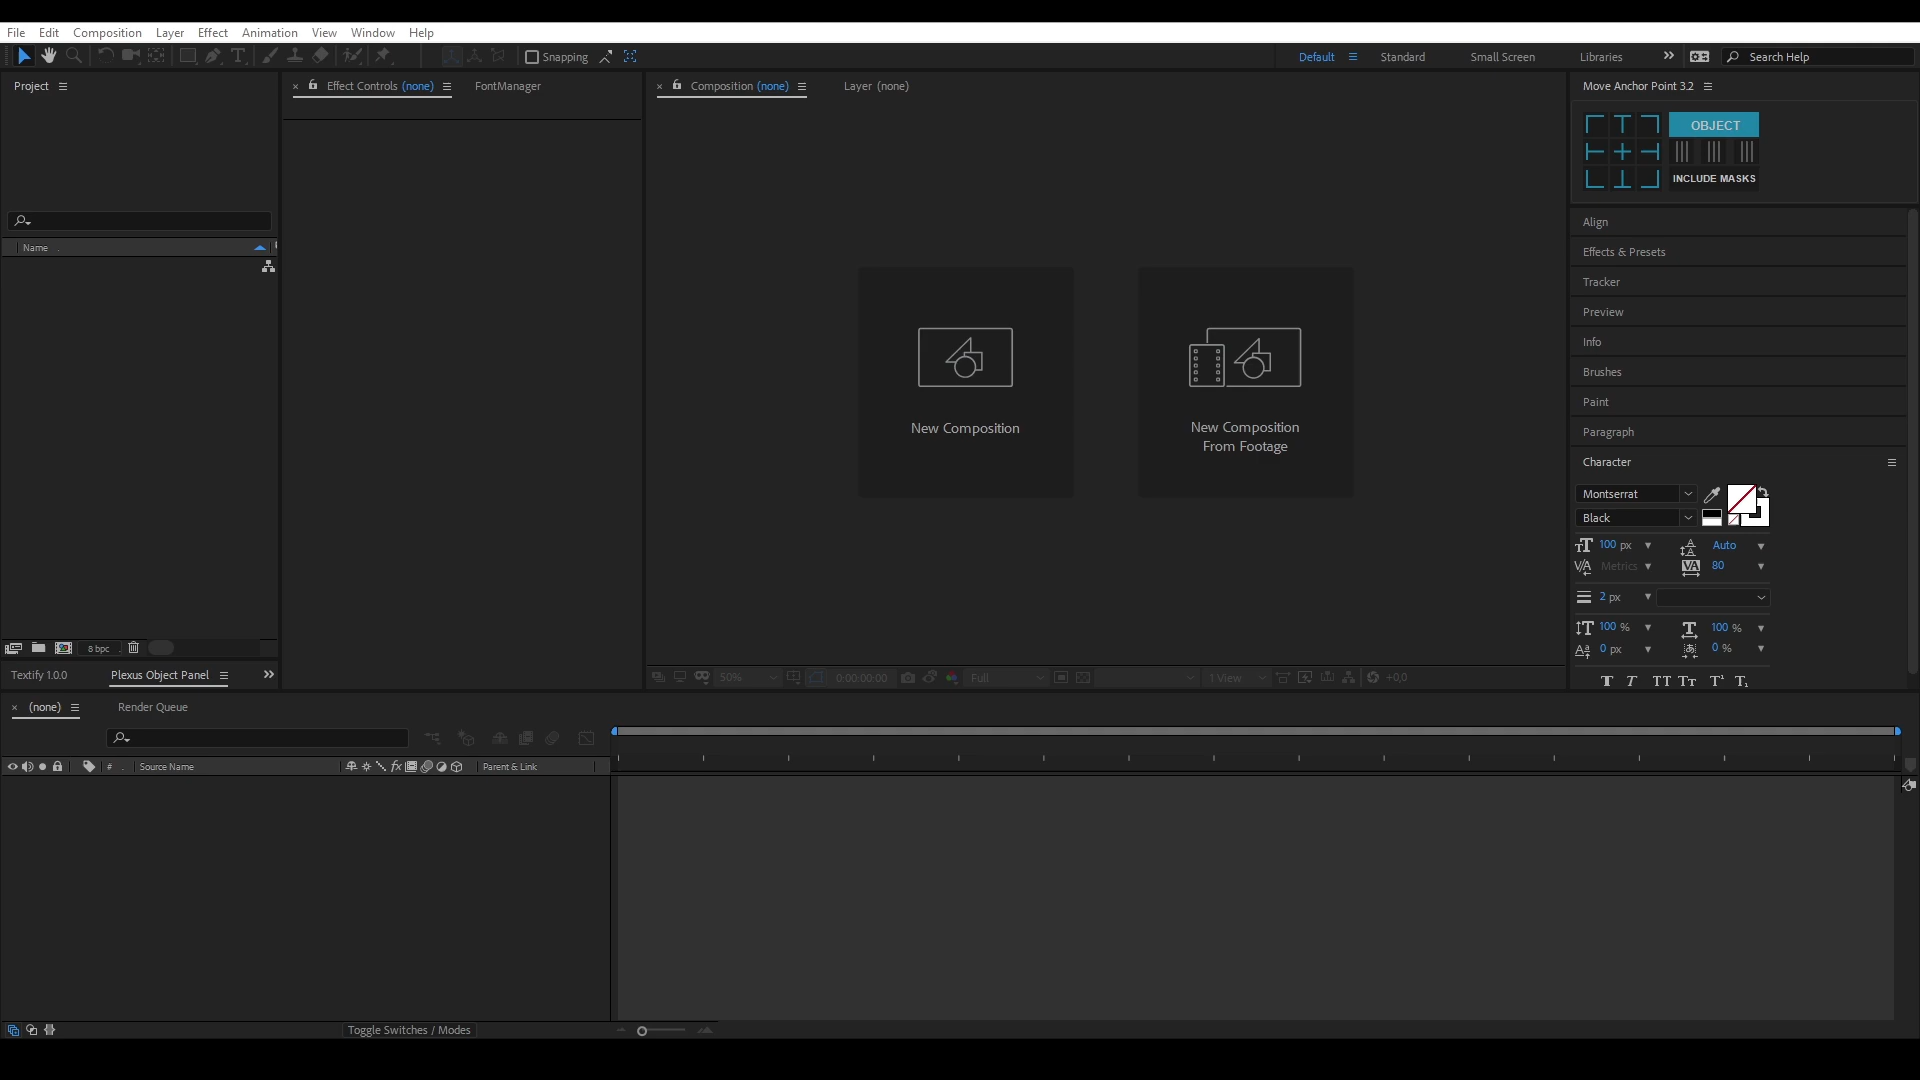 File Edit Composition Layer Effect Animation View Window Help
Snapping
Default Standard Small Screen Libraries Search Help
Project
Effect Controls (none) FontManager
Composition (none) Layer (none)
Move Anchor Point 3.2
OBJECT
INCLUDE MASKS
Name
New Composition
New Composition
From Footage
Align
Effects & Presets
Tracker
Preview
Info
Brushes
Paint
Paragraph
Character
Montserrat
Black
100 px Auto
Metrics 80
2 px
100 % 100 %
0 px 0 %
8 bpc
Textify 1.0.0 Plexus Object Panel
50% 0:00:00:00 Full 1 View +0,0
(none) Render Queue
# Source Name Parent & Link
Toggle Switches / Modes